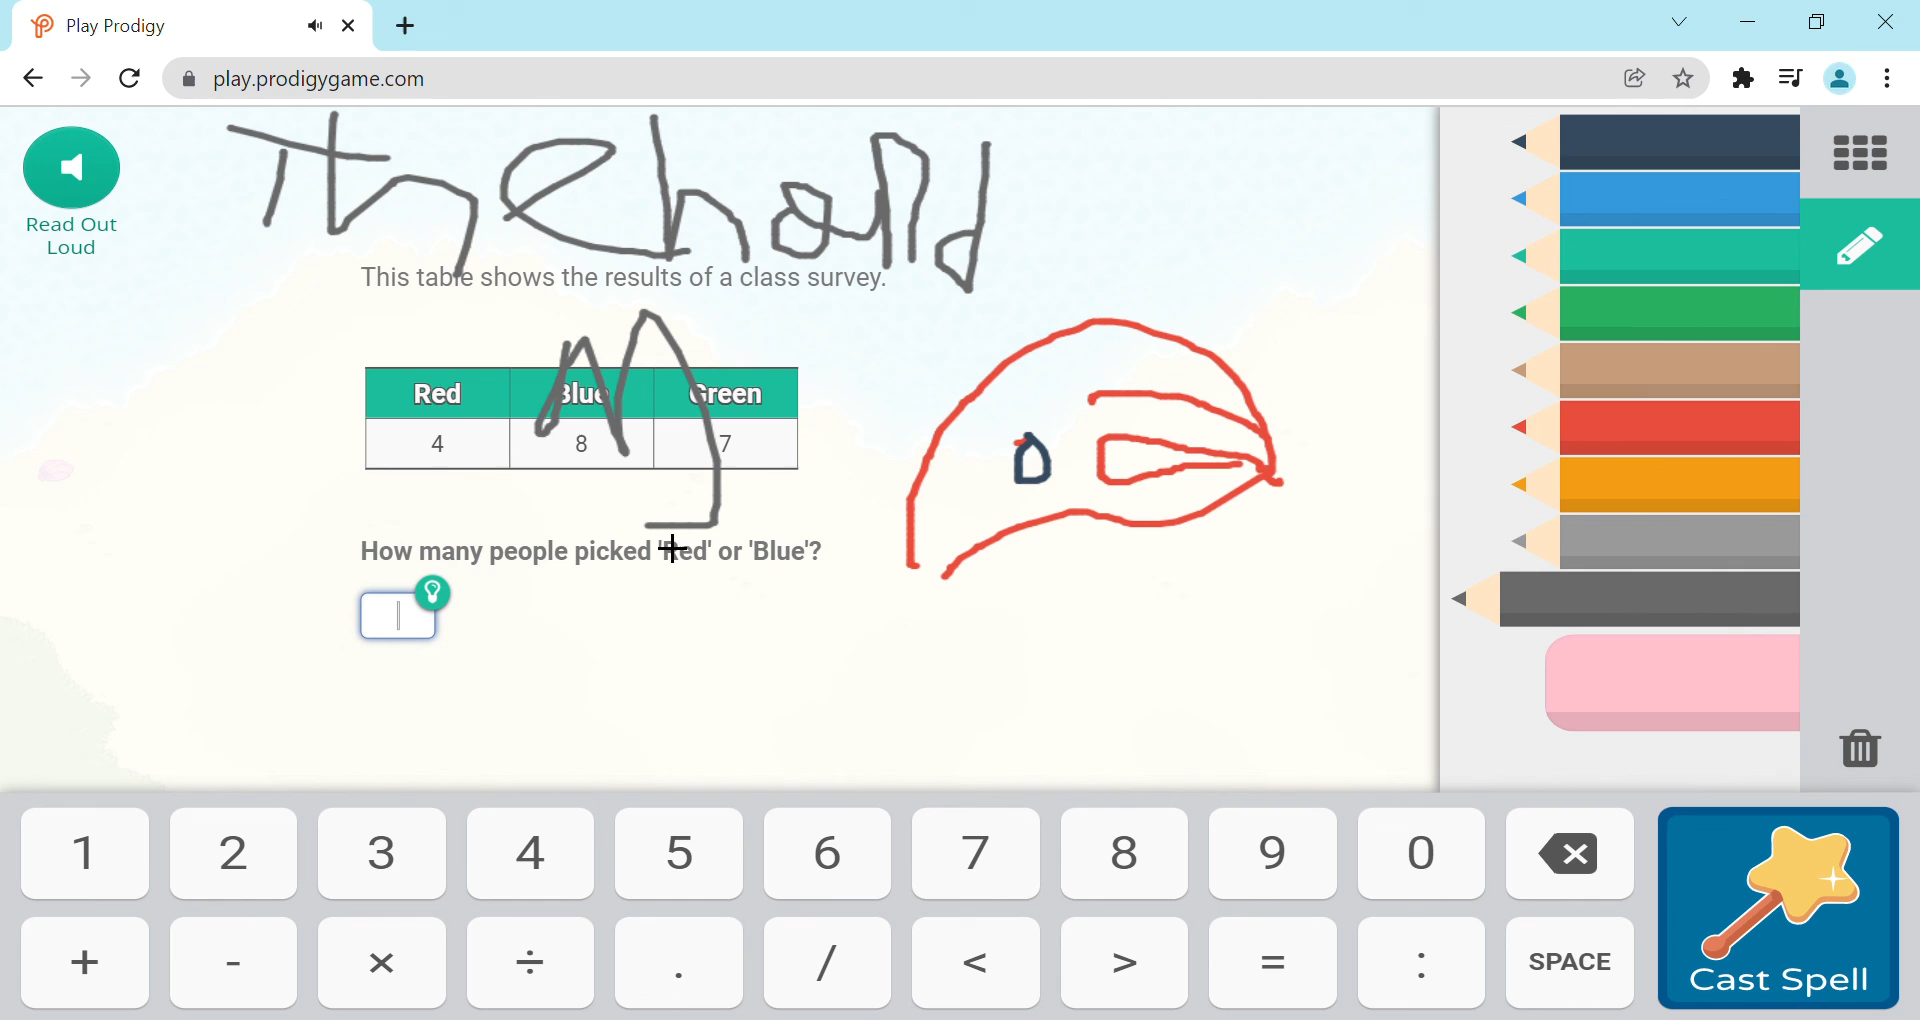 Play Prodigy
play.prodigygame.com
Read Out
Loud
This table shows the results of a class survey.
Red Blue Green
4 8 7
How many people picked 'Red' or 'Blue'?
1 2 3 4 5 6 7 8 9 0
+ - × ÷ . / < > = : SPACE
Cast Spell